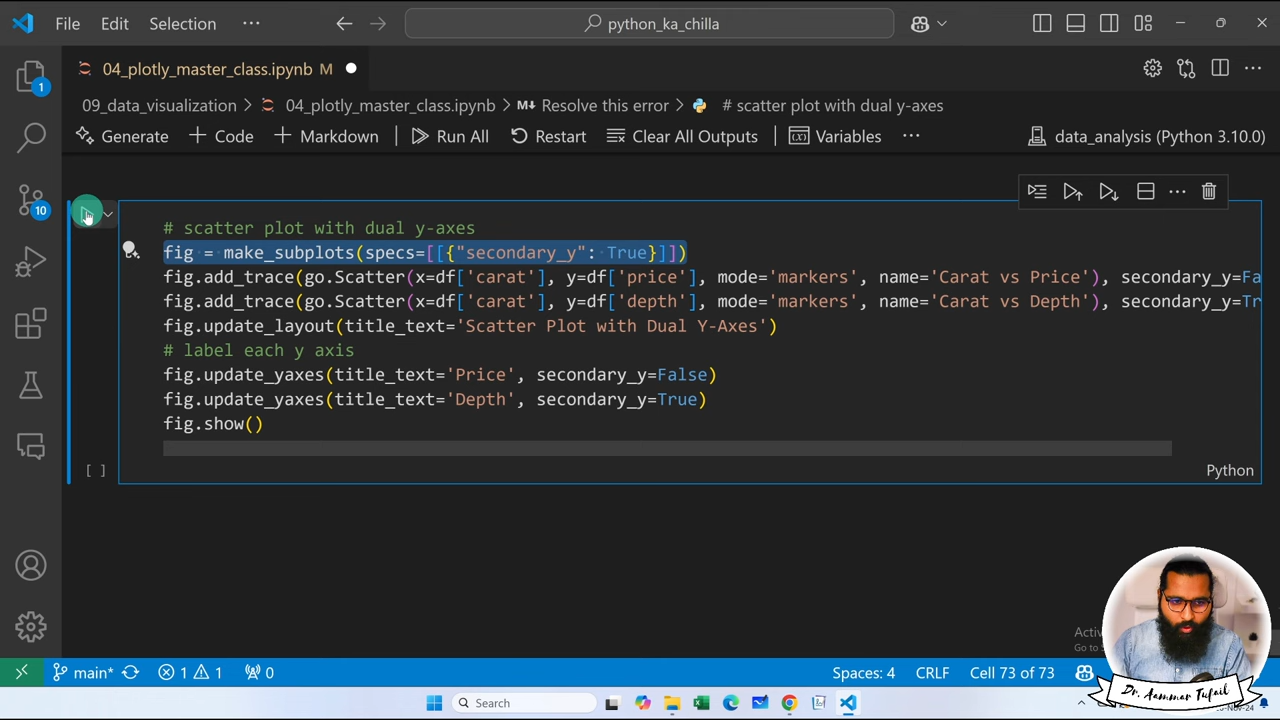 File Edit Selection ··· python_ka_chilla
04_plotly_master_class.ipynb M
09_data_visualization > 04_plotly_master_class.ipynb > M↓ Resolve this error > # scatter plot with dual y-axes
Generate + Code + Markdown | Run All Restart Clear All Outputs | Variables ··· data_analysis (Python 3.10.0)
1
10
# scatter plot with dual y-axes
fig = make_subplots(specs=[[{"secondary_y": True}]])
fig.add_trace(go.Scatter(x=df['carat'], y=df['price'], mode='markers', name='Carat vs Price'), secondary_y=Fa
fig.add_trace(go.Scatter(x=df['carat'], y=df['depth'], mode='markers', name='Carat vs Depth'), secondary_y=Tr
fig.update_layout(title_text='Scatter Plot with Dual Y-Axes')
# label each y axis
fig.update_yaxes(title_text='Price', secondary_y=False)
fig.update_yaxes(title_text='Depth', secondary_y=True)
fig.show()
[ ] Python
Activ
Go to S
main* 1 1 0 Spaces: 4 CRLF Cell 73 of 73
Dr. Aammar Tufail
Search